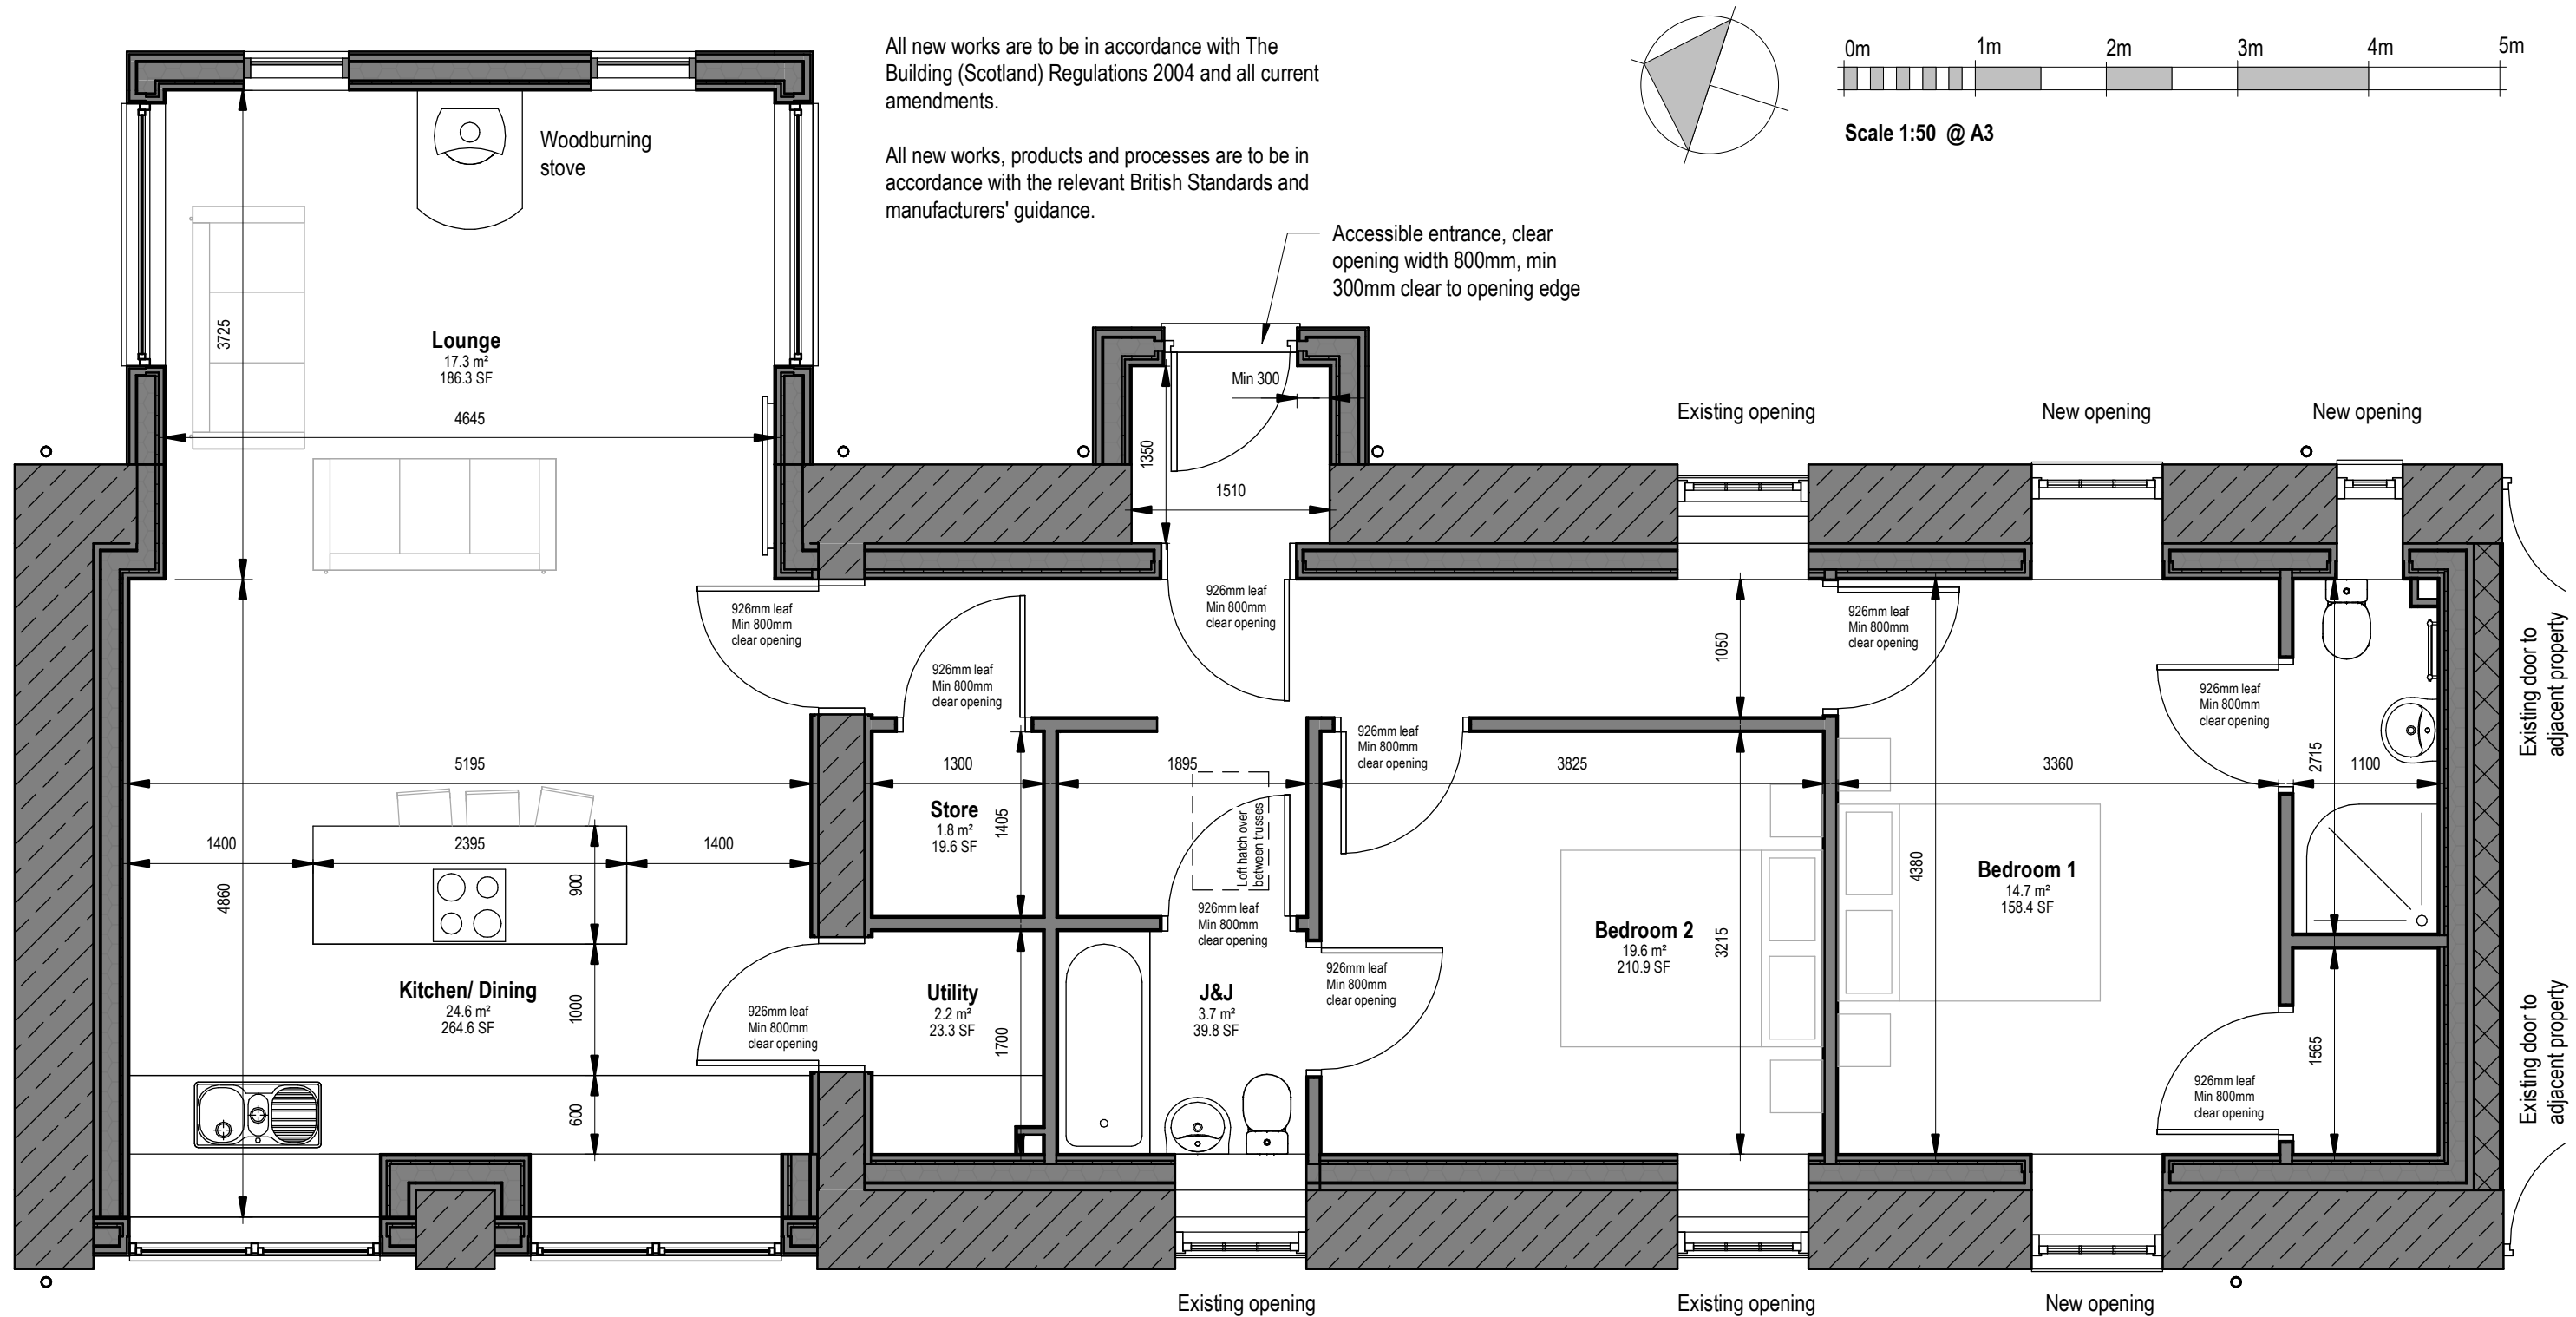 All new works are to be in accordance with The
Building (Scotland) Regulations 2004 and all current
amendments.
All new works, products and processes are to be in
accordance with the relevant British Standards and
manufacturers' guidance.
0m
1m
2m
3m
4m
5m
Scale 1:50 @ A3
Woodburning
stove
Accessible entrance, clear
opening width 800mm, min
300mm clear to opening edge
3725
Lounge
17.3 m²
186.3 SF
4645
Min 300
1350
1510
Existing opening
New opening
New opening
926mm leaf
Min 800mm
clear opening
926mm leaf
Min 800mm
clear opening
926mm leaf
Min 800mm
clear opening
926mm leaf
Min 800mm
clear opening
1050
926mm leaf
Min 800mm
clear opening
926mm leaf
Min 800mm
clear opening
Existing door to
adjacent property
5195
1300
1895
3825
3360
2715
1100
Store
1.8 m²
19.6 SF
1405
Loft hatch over
between trusses
1400
2395
1400
900
4860
4380
Bedroom 1
14.7 m²
158.4 SF
926mm leaf
Min 800mm
clear opening
Bedroom 2
19.6 m²
210.9 SF
3215
Kitchen/ Dining
24.6 m²
264.6 SF
1000
926mm leaf
Min 800mm
clear opening
Utility
2.2 m²
23.3 SF
1700
J&J
3.7 m²
39.8 SF
926mm leaf
Min 800mm
clear opening
1565
926mm leaf
Min 800mm
clear opening
Existing door to
adjacent property
600
Existing opening
Existing opening
New opening